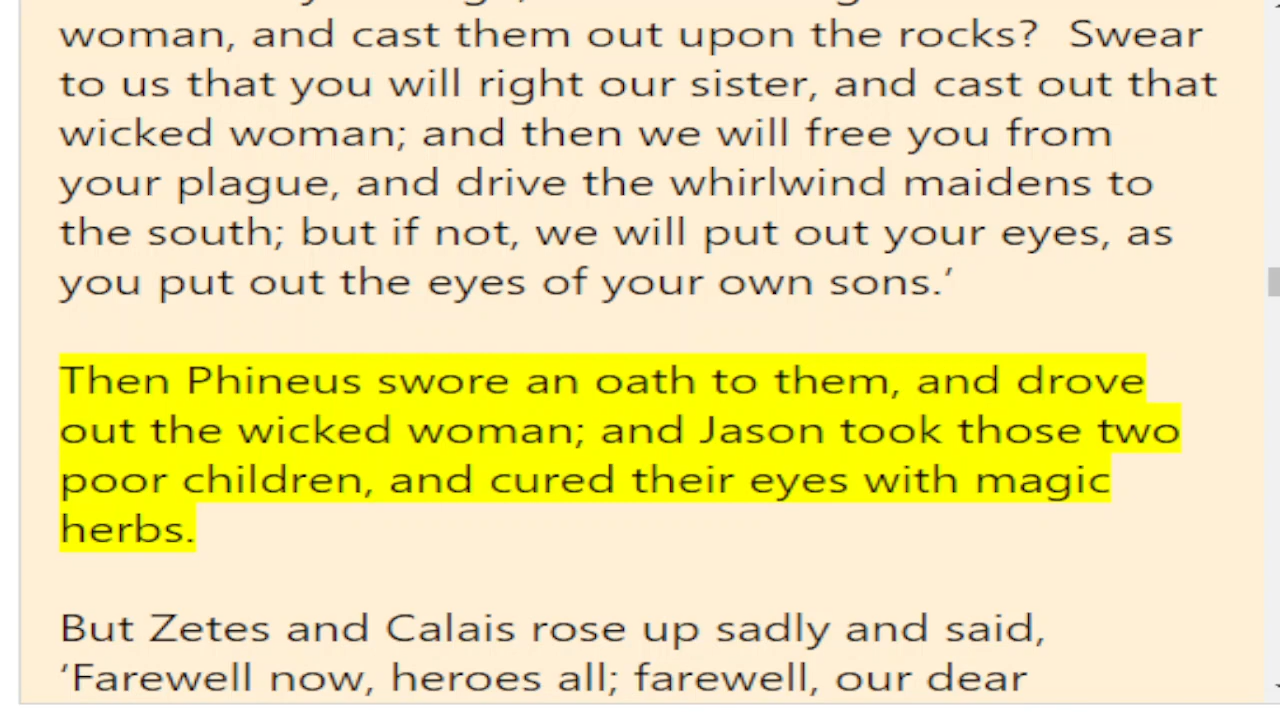 woman, and cast them out upon the rocks?  Swear
to us that you will right our sister, and cast out that
wicked woman; and then we will free you from
your plague, and drive the whirlwind maidens to
the south; but if not, we will put out your eyes, as
you put out the eyes of your own sons.’
Then Phineus swore an oath to them, and drove
out the wicked woman; and Jason took those two
poor children, and cured their eyes with magic
herbs.
But Zetes and Calais rose up sadly and said,
‘Farewell now, heroes all; farewell, our dear